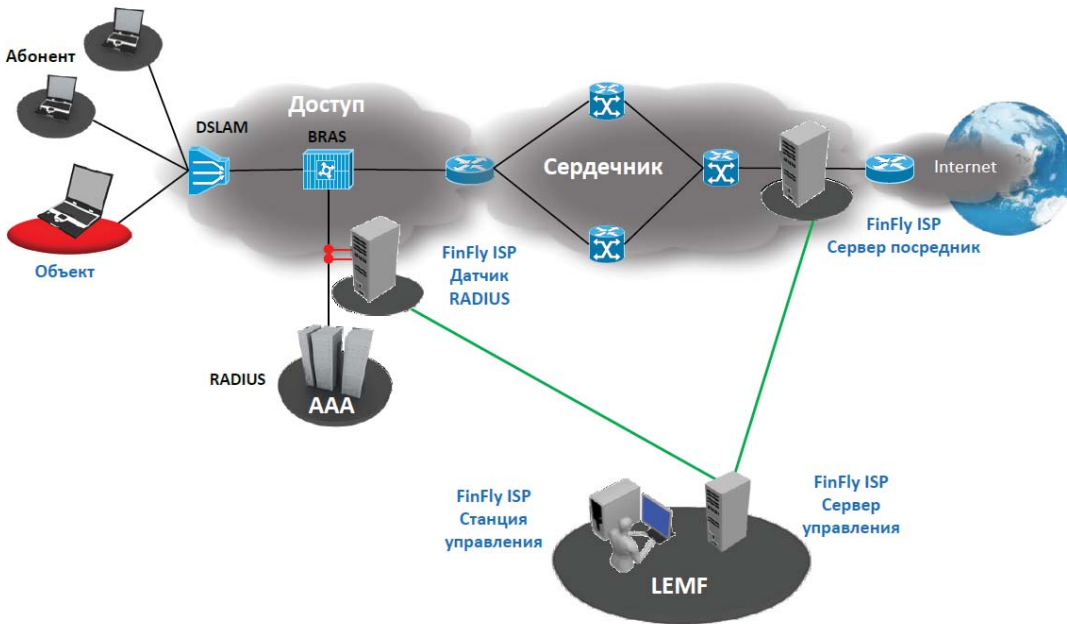 Абонент
Доступ
DSLAM
BRAS
Сердечник
Internet
Объект
FinFly ISP
Датчик
RADIUS
FinFly ISP
Сервер посредник
RADIUS
AAA
FinFly ISP
Станция
управления
FinFly ISP
Сервер
управления
LEMF